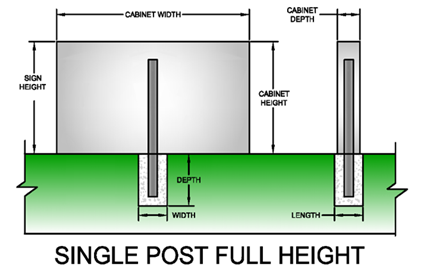 CABINET WIDTH
CABINET
DEPTH
SIGN
HEIGHT
CABINET
HEIGHT
DEPTH
WIDTH
LENGTH
SINGLE POST FULL HEIGHT